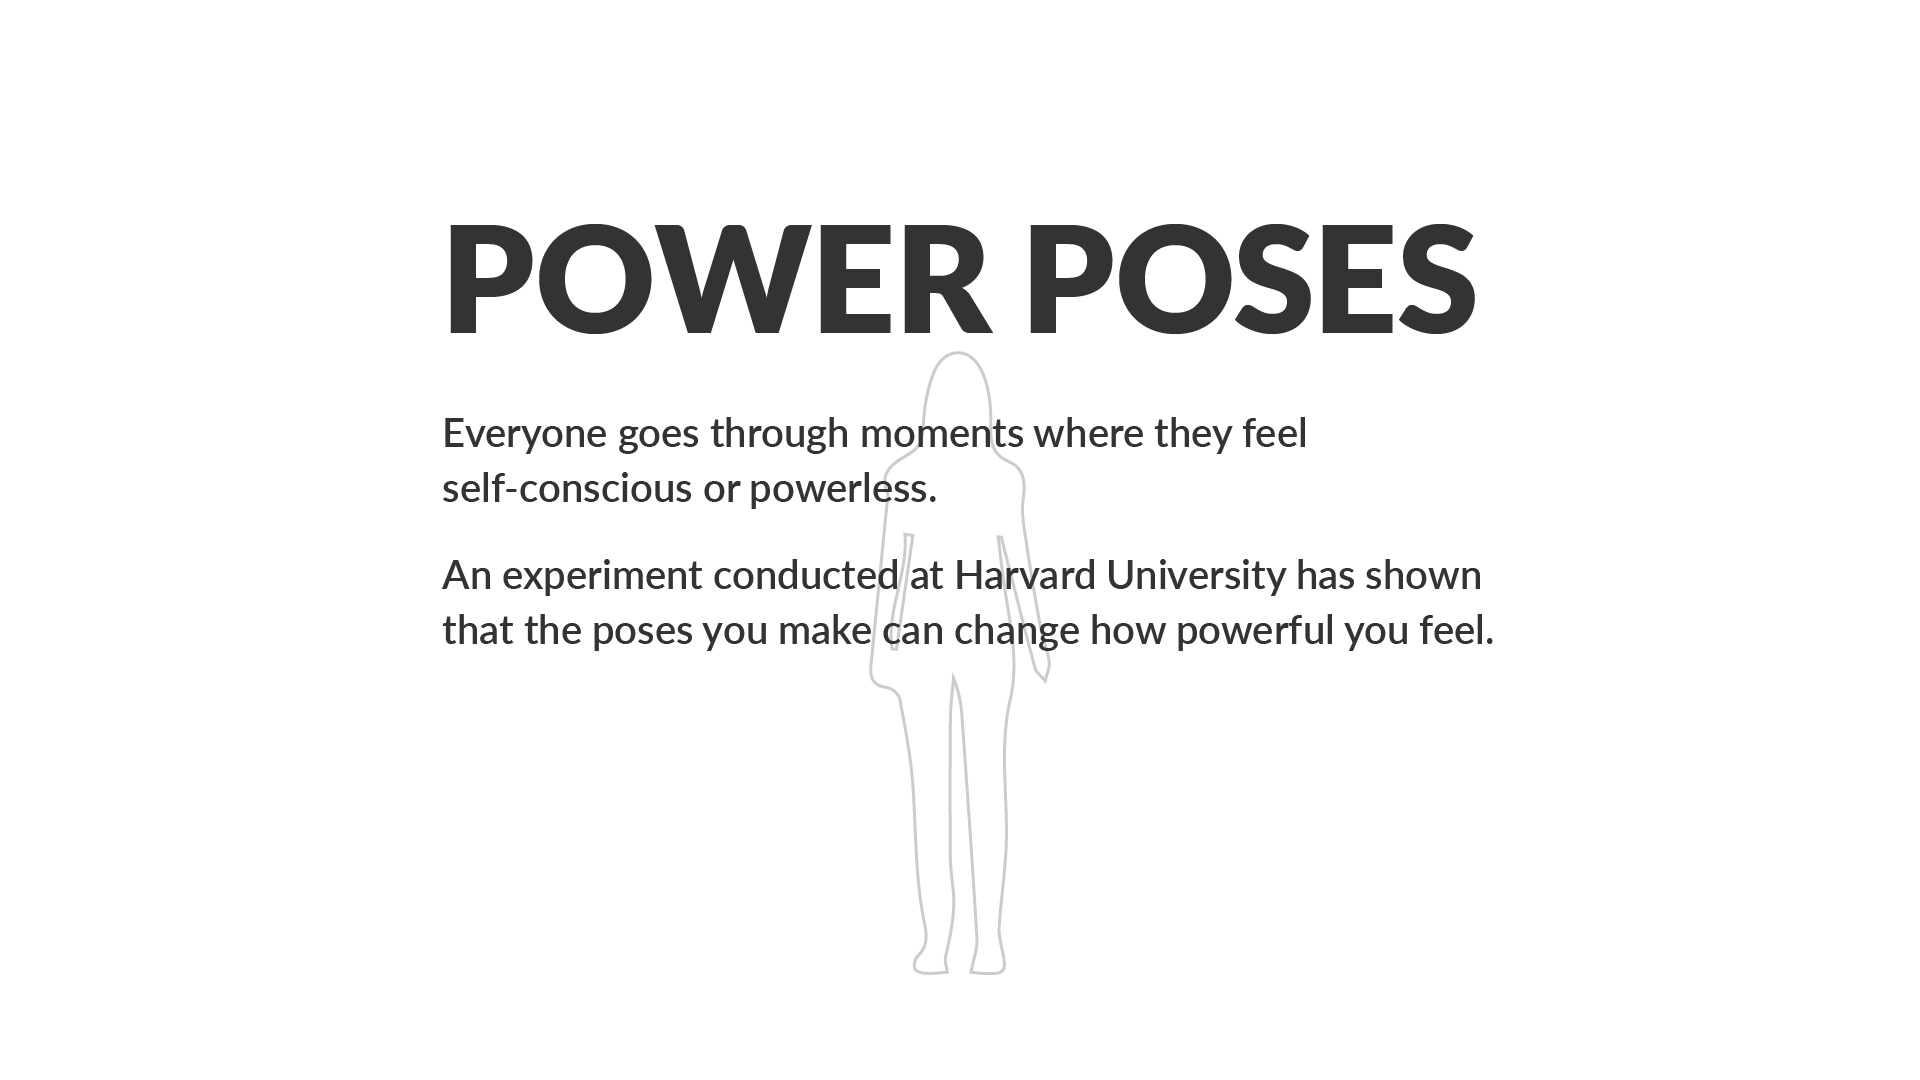 POWER POSES
Everyone goes through moments where they feel
self-conscious or powerless.
An experiment conducted at Harvard University has shown
that the poses you make can change how powerful you feel.